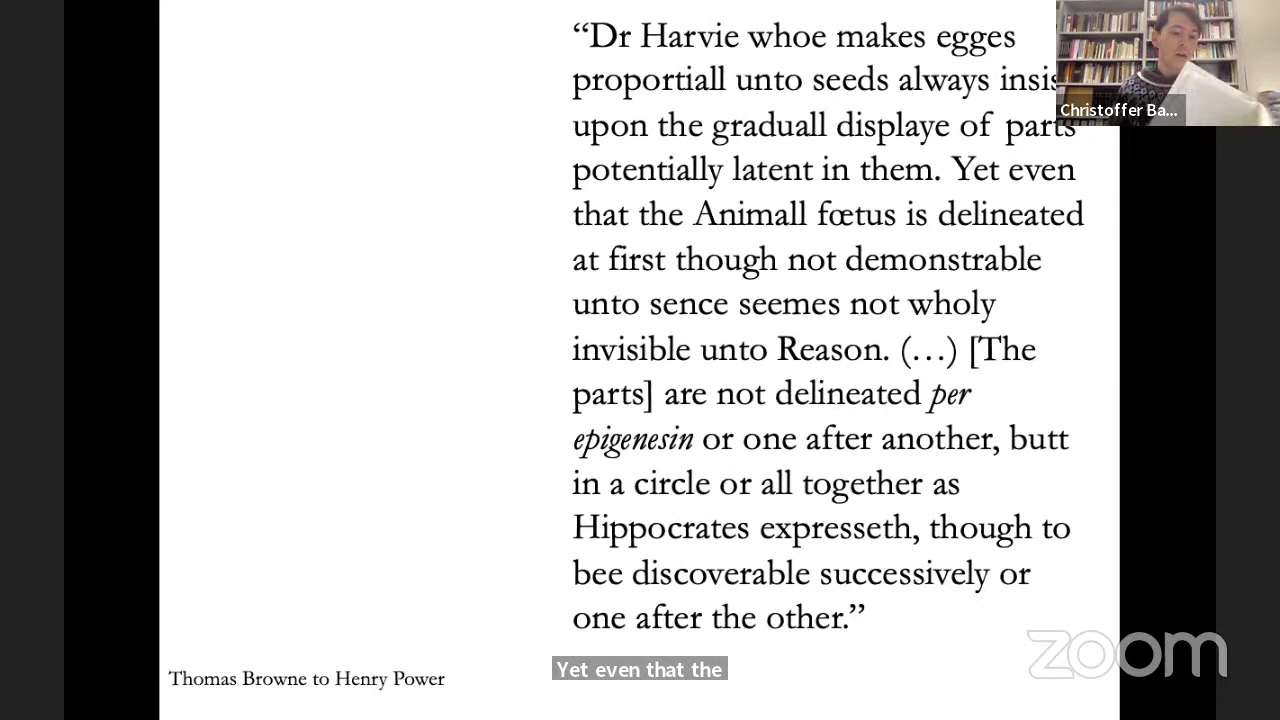 “Dr Harvie whoe makes egges
proportiall unto seeds always insis
upon the graduall displaye of parts
potentially latent in them. Yet even
that the Animall fœtus is delineated
at first though not demonstrable
unto sence seemes not wholy
invisible unto Reason. (…) [The
parts] are not delineated per
epigenesin or one after another, butt
in a circle or all together as
Hippocrates expresseth, though to
bee discoverable successively or
one after the other.”
Thomas Browne to Henry Power
Christoffer Ba...
Yet even that the
zoom